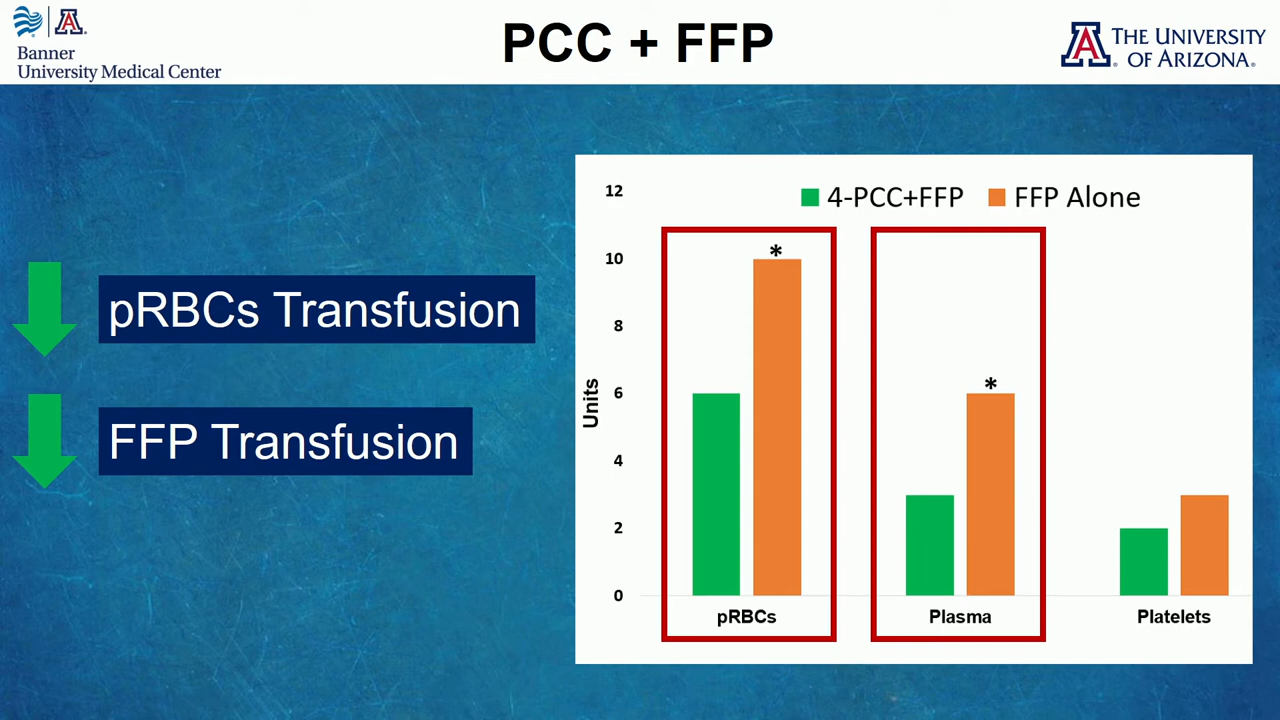 Banner
University Medical Center
PCC + FFP
A THE UNIVERSITY
OF ARIZONA
pRBCs Transfusion
FFP Transfusion
4-PCC+FFP
FFP Alone
12
10
8
6
4
2
0
Units
*
*
pRBCs
Plasma
Platelets